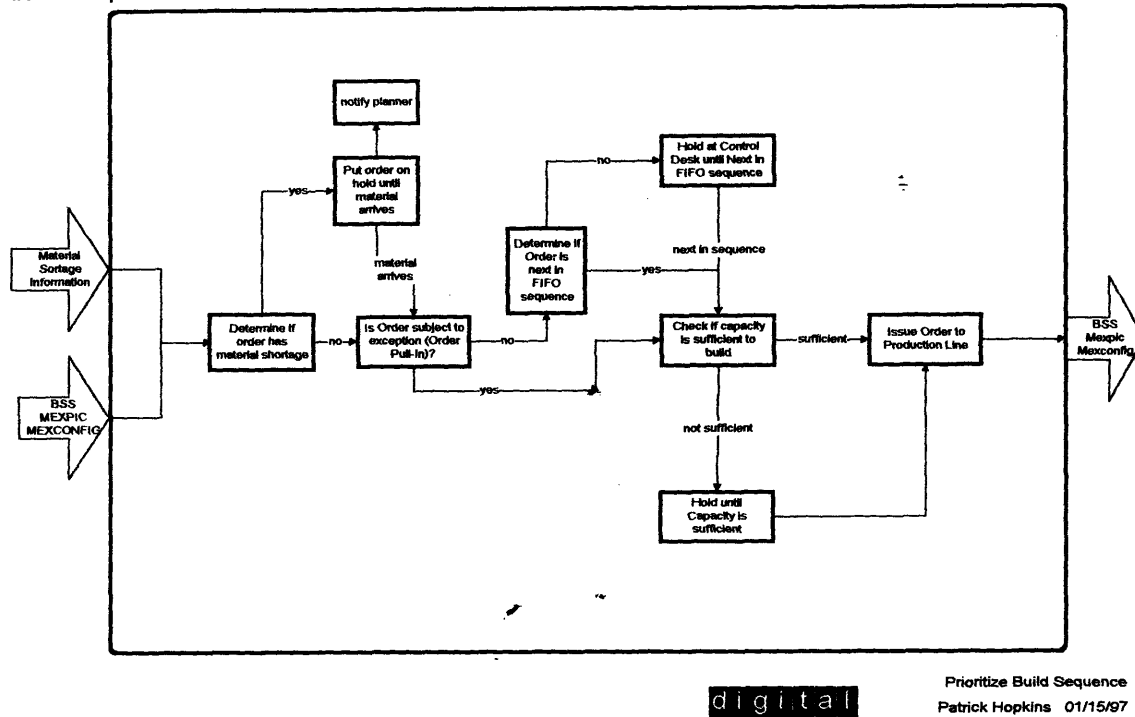 notify planner
Put order on
hold until
material
arrives
yes
material
arrives
Material
Sortage
Information
BSS
MEXPIC
MEXCONFIG
Determine if
order has
material shortage
no
Is Order subject to
exception (Order
Pull-In)?
no
yes
Determine if
Order is
next in
FIFO
sequence
no
yes
Hold at Control
Desk until Next in
FIFO sequence
next in sequence
Check if capacity
is sufficient to
build
sufficient
not sufficient
Hold until
Capacity is
sufficient
Issue Order to
Production Line
BSS
Mexpic
Mexconfig
digital
Prioritize Build Sequence
Patrick Hopkins 01/15/97